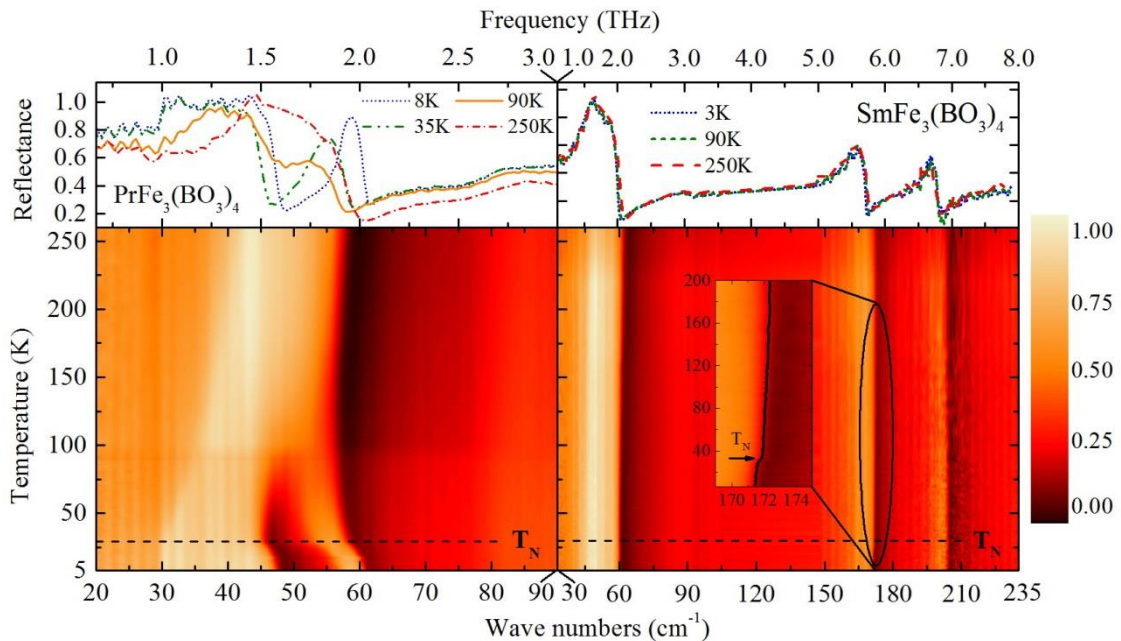 Frequency (THz)
1.0 1.5 2.0 2.5 3.0 1.0 2.0 3.0 4.0 5.0 6.0 7.0 8.0
Reflectance
1.0
0.8
0.6
0.4
0.2
8K 90K
35K 250K
PrFe3(BO3)4
3K
90K
250K
SmFe3(BO3)4
Temperature (K)
250
200
150
100
50
5
TN
200
160
120
80
40
TN
170 172 174
TN
1.00
0.75
0.50
0.25
0.00
20 30 40 50 60 70 80 90 30 60 90 120 150 180 210 235
Wave numbers (cm-1) Wave numbers (cm-1)